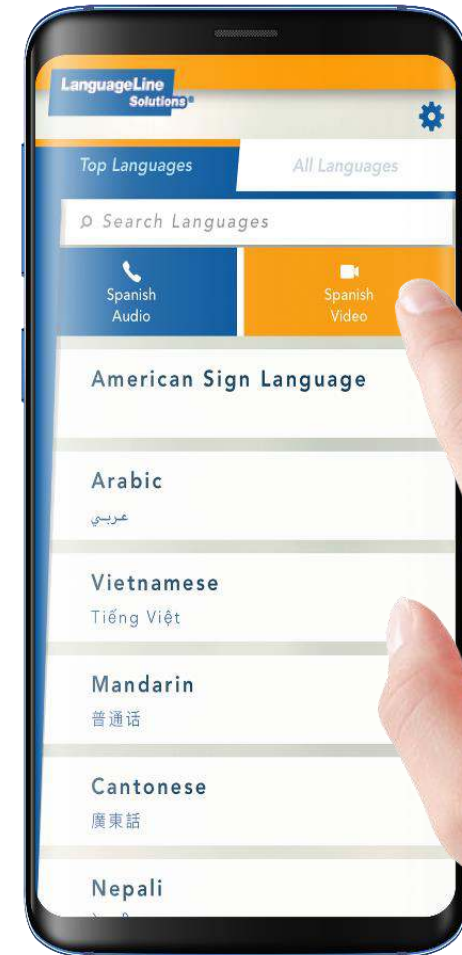 LanguageLine
Solutions®
Top Languages
All Languages
Search Languages
Spanish
Audio
Spanish
Video
American Sign Language
Arabic
عربي
Vietnamese
Tiếng Việt
Mandarin
普通话
Cantonese
廣東話
Nepali